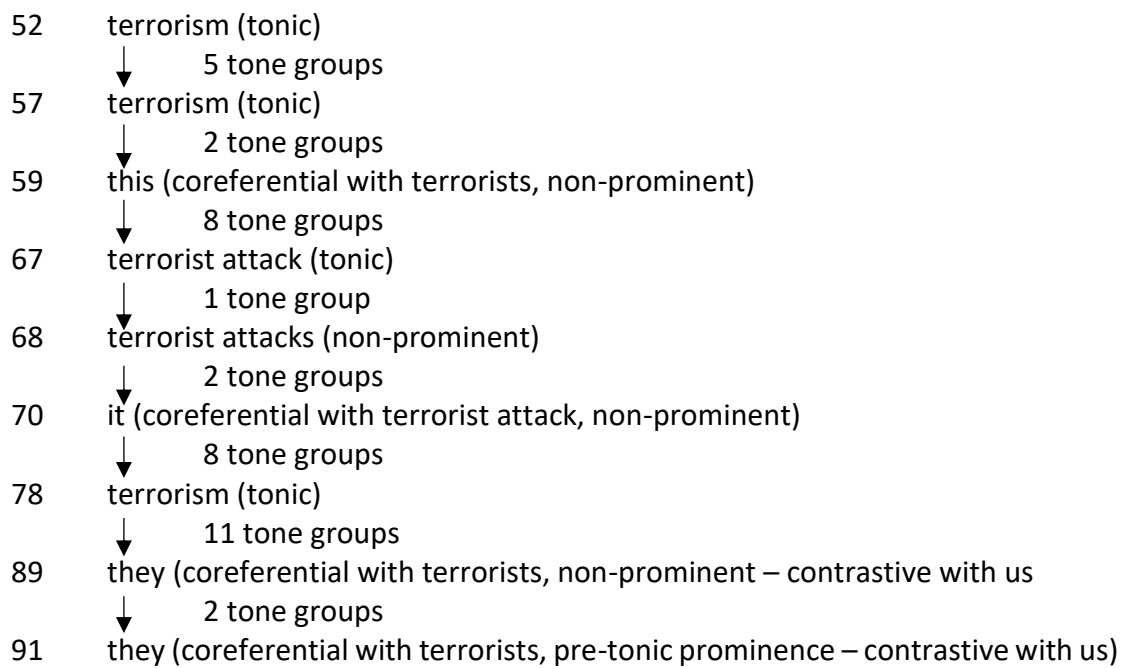 52 terrorism (tonic)
5 tone groups
57 terrorism (tonic)
2 tone groups
59 this (coreferential with terrorists, non-prominent)
8 tone groups
67 terrorist attack (tonic)
1 tone group
68 terrorist attacks (non-prominent)
2 tone groups
70 it (coreferential with terrorist attack, non-prominent)
8 tone groups
78 terrorism (tonic)
11 tone groups
89 they (coreferential with terrorists, non-prominent – contrastive with us
2 tone groups
91 they (coreferential with terrorists, pre-tonic prominence – contrastive with us)